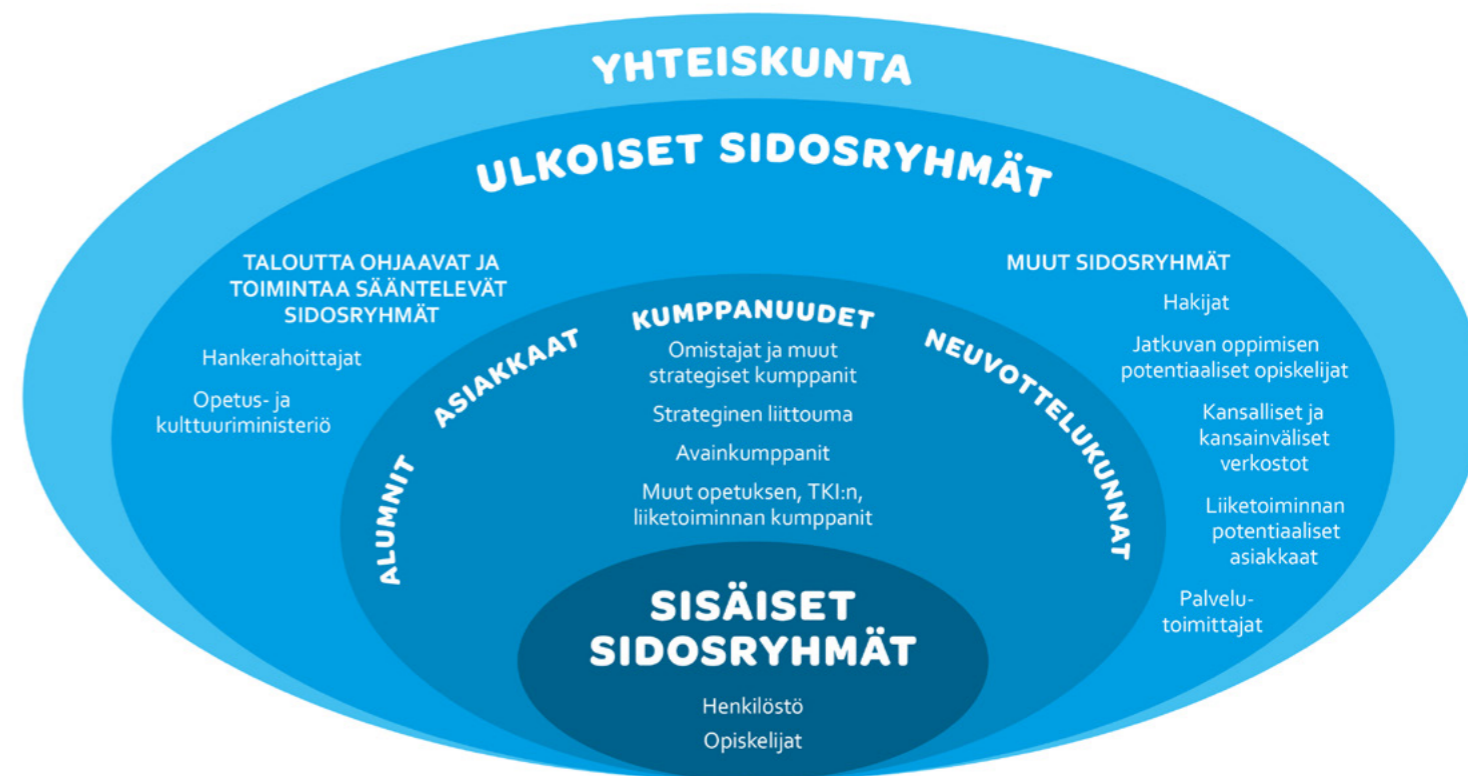 YHTEISKUNTA
ULKOISET SIDOSRYHMÄT
TALOUTTA OHJAAVAT JA
TOIMINTAA SÄÄNTELEVÄT
SIDOSRYHMÄT
Hankerahoittajat
Opetus- ja
kulttuuriministeriö
ALUMNIT
ASIAKKAAT
KUMPPANUUDET
Omistajat ja muut
strategiset kumppanit
Strateginen liittouma
Avainkumppanit
Muut opetuksen, TKI:n,
liiketoiminnan kumppanit
NEUVOTTELUKUNNAT
MUUT SIDOSRYHMÄT
Hakijat
Jatkuvan oppimisen
potentiaaliset opiskelijat
Kansalliset ja
kansainväliset
verkostot
Liiketoiminnan
potentiaaliset
asiakkaat
Palvelu-
toimittajat
SISÄISET
SIDOSRYHMÄT
Henkilöstö
Opiskelijat